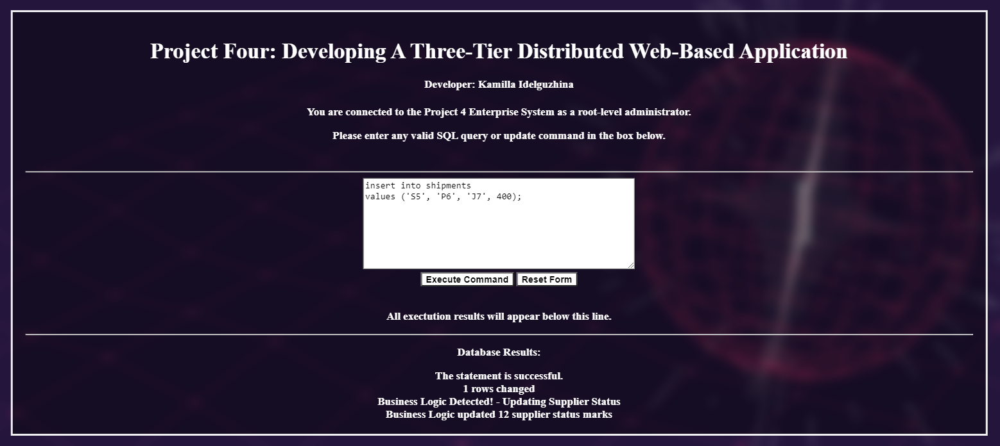 Project Four: Developing A Three-Tier Distributed Web-Based Application
Developer: Kamilla Idelguzhina
You are connected to the Project 4 Enterprise System as a root-level administrator.
Please enter any valid SQL query or update command in the box below.
insert into shipments
values ('S5', 'P6', 'J7', 400);
Execute Command Reset Form
All exectution results will appear below this line.
Database Results:
The statement is successful.
1 rows changed
Business Logic Detected! - Updating Supplier Status
Business Logic updated 12 supplier status marks